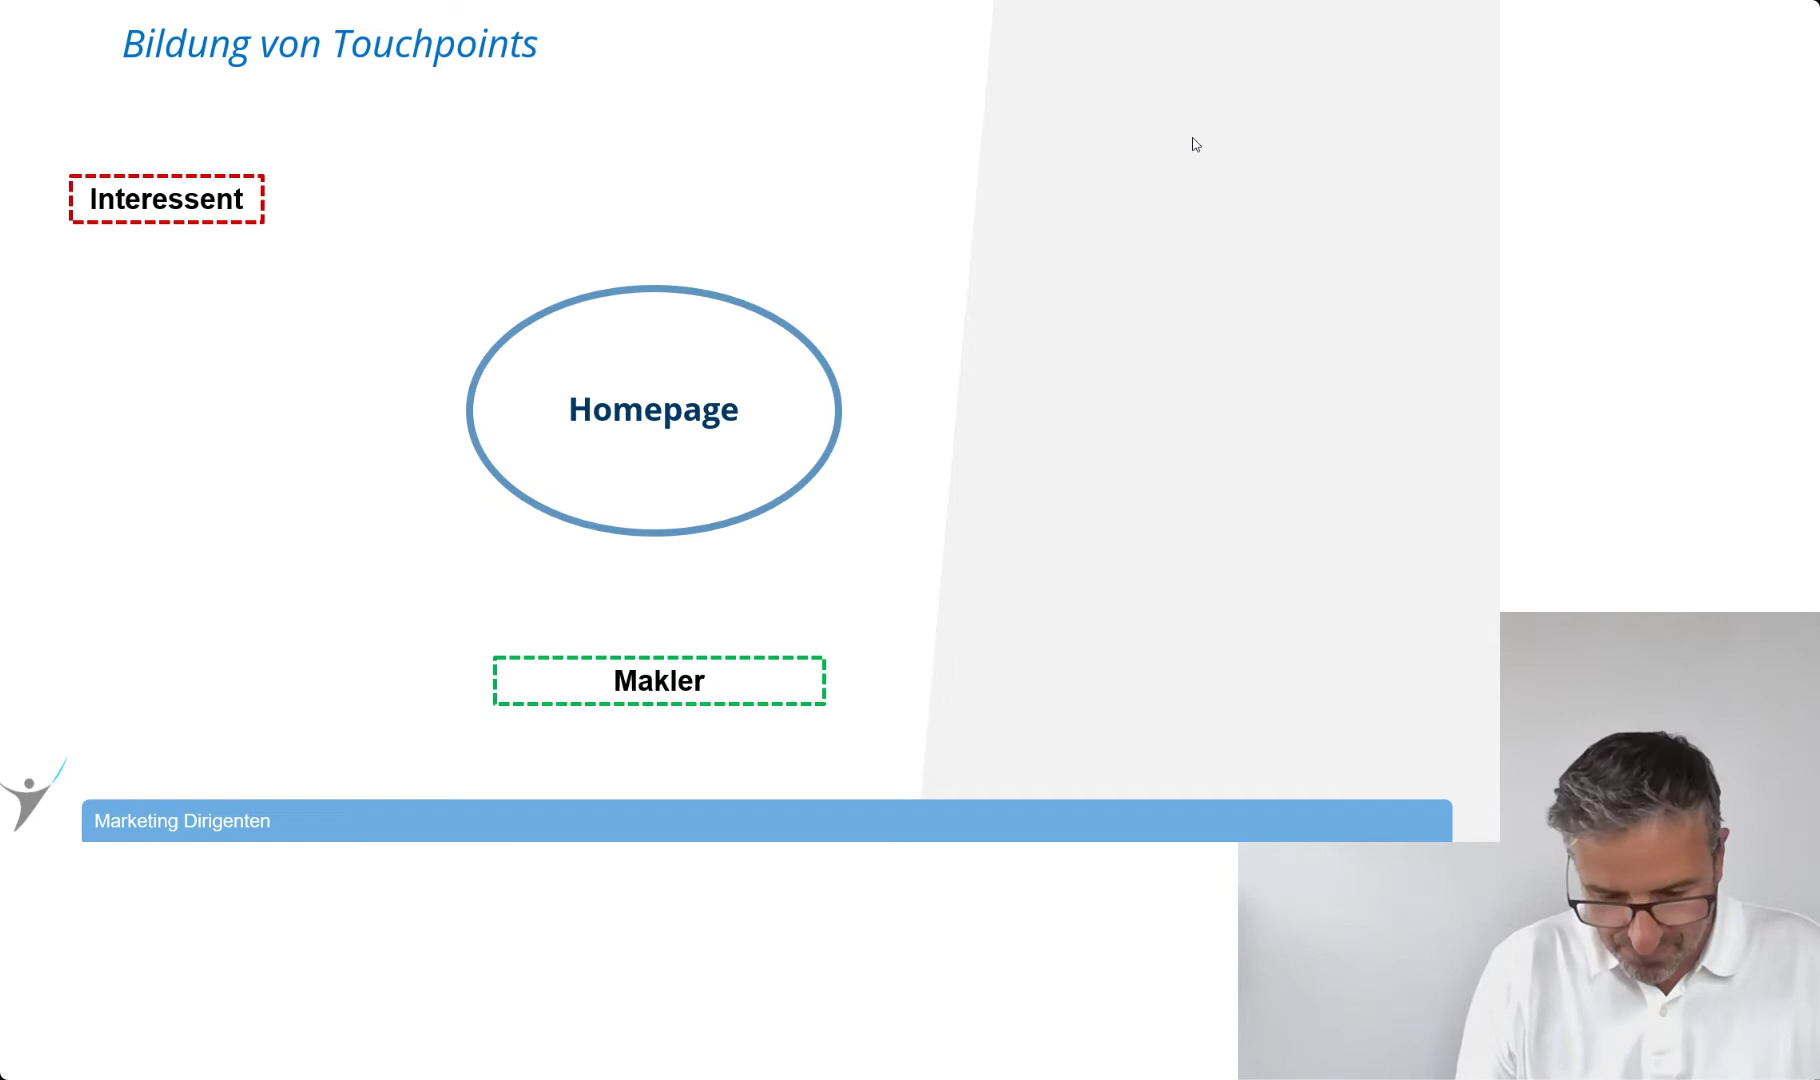 Bildung von Touchpoints
Interessent
Homepage
Makler
Marketing Dirigenten